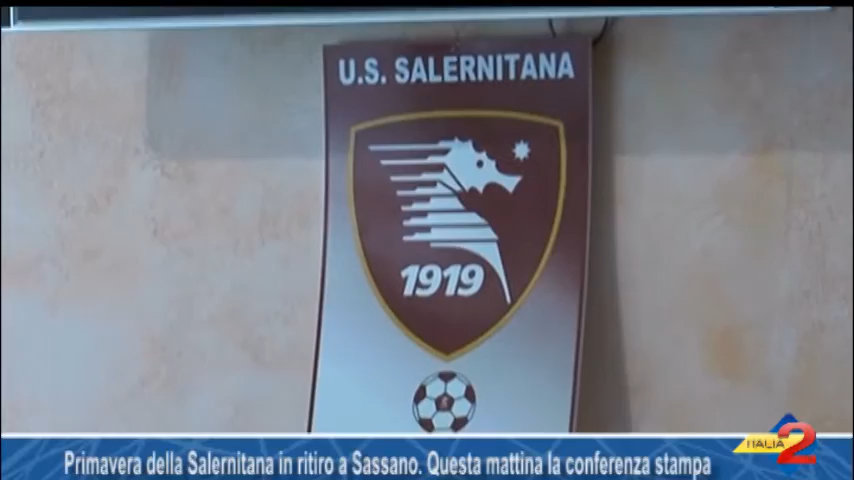 U.S. SALERNITANA
1919
ITALIA 2
Primavera della Salernitana in ritiro a Sassano. Questa mattina la conferenza stampa